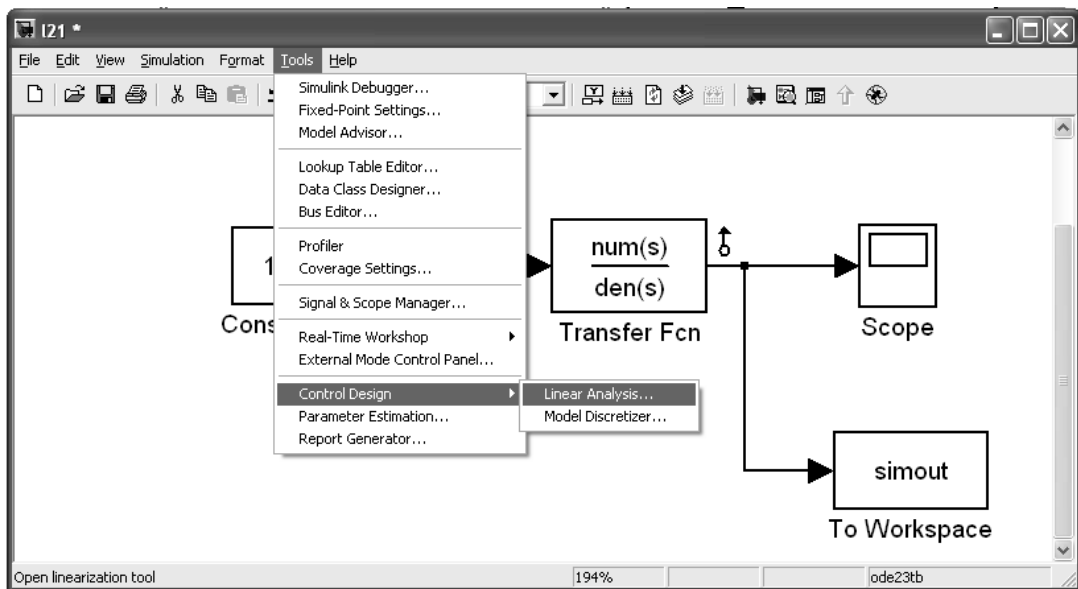 l21 *
File Edit View Simulation Format Tools Help
Simulink Debugger...
Fixed-Point Settings...
Model Advisor...
Lookup Table Editor...
Data Class Designer...
Bus Editor...
Profiler
Coverage Settings...
Signal & Scope Manager...
Real-Time Workshop
External Mode Control Panel...
Control Design
Parameter Estimation...
Report Generator...
Linear Analysis...
Model Discretizer...
1
Cons
num(s)
den(s)
Transfer Fcn
Scope
simout
To Workspace
Open linearization tool 194% ode23tb